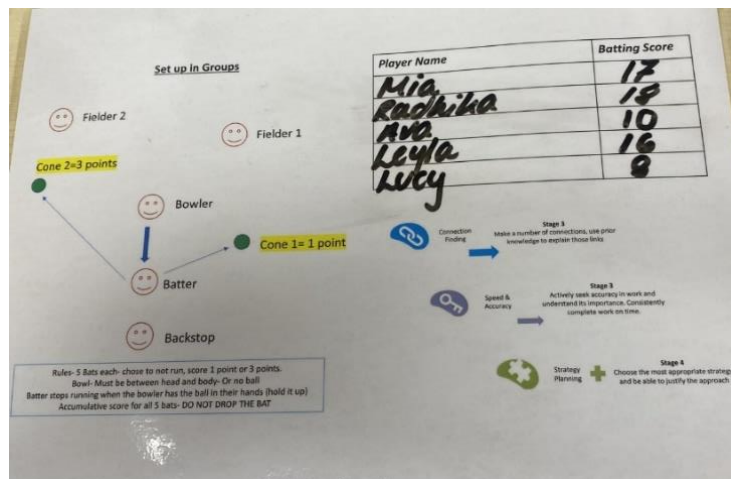 Set up in Groups
Fielder 2
Fielder 1
Cone 2=3 points
Bowler
Cone 1= 1 point
Batter
Backstop
Rules- 5 Bats each- chose to not run, score 1 point or 3 points.
Bowl- Must be between head and body- Or no ball
Batter stops running when the bowler has the ball in their hands (hold it up)
Accumulative score for all 5 bats- DO NOT DROP THE BAT
Player Name Batting Score
Mia 17
Radhika 18
Ava 10
Leyla 16
Lucy 8
Connection
Finding
Stage 3
Make a number of connections, use prior
knowledge to explain those links
Speed &
Accuracy
Stage 3
Actively seek accuracy in work and
understand its importance. Consistently
complete work on time.
Strategy
Planning
Stage 4
Choose the most appropriate strategy
and be able to justify the approach